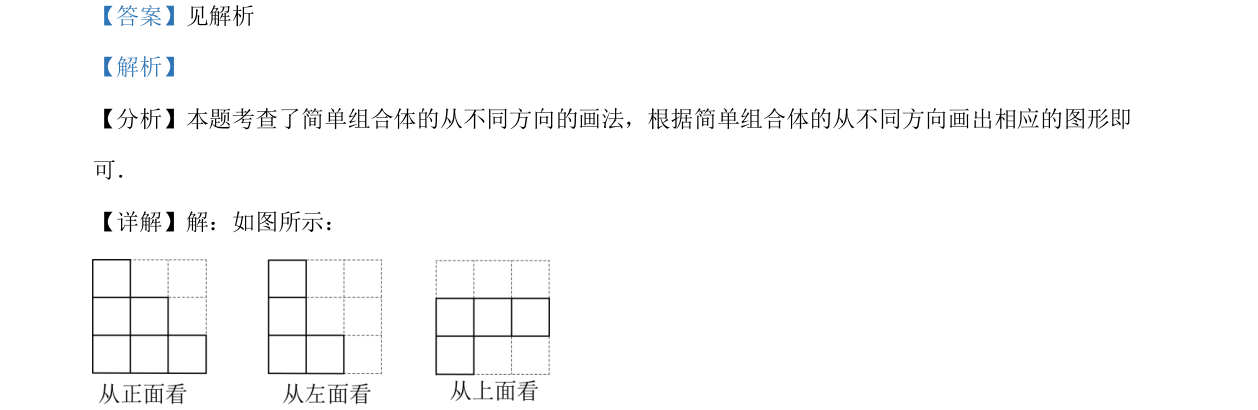 【答案】见解析
【解析】
【分析】本题考查了简单组合体的从不同方向的画法，根据简单组合体的从不同方向画出相应的图形即
可．
【详解】解：如图所示：
从正面看 从左面看 从上面看